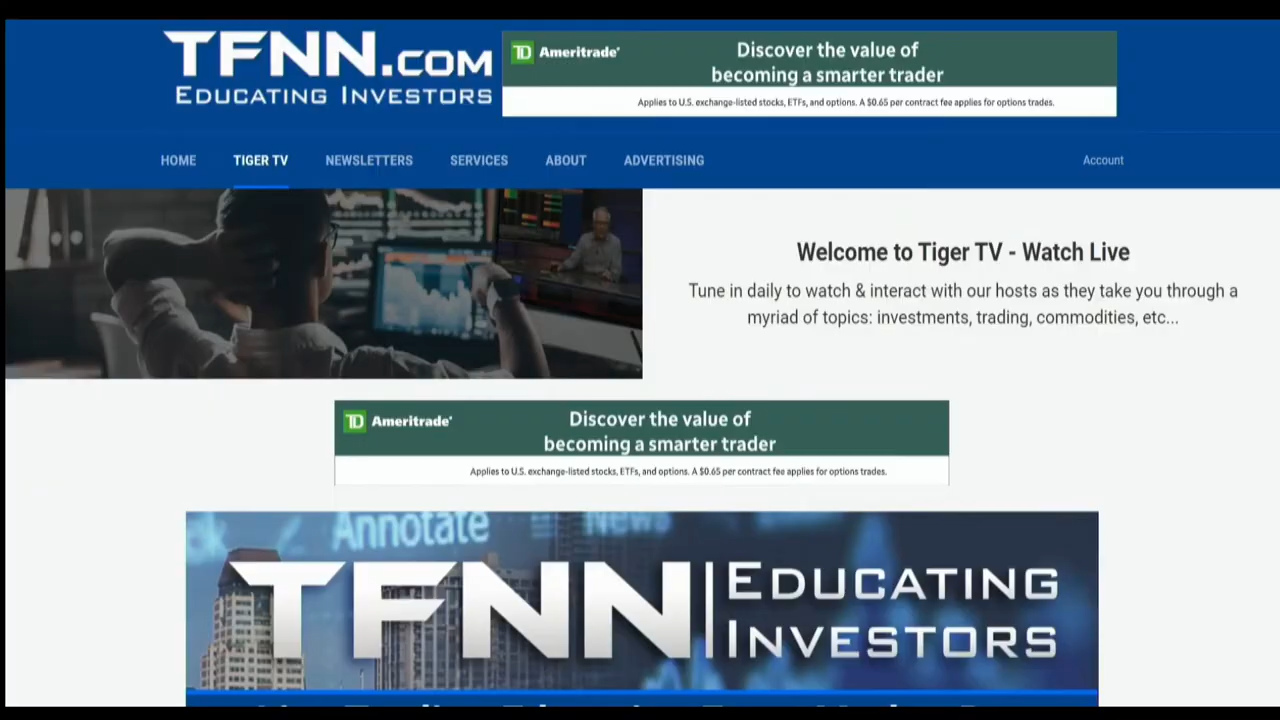 TFNN.COM
EDUCATING INVESTORS
TD Ameritrade
Discover the value of
becoming a smarter trader
Applies to U.S. exchange-listed stocks, ETFs, and options. A $0.65 per contract fee applies for options trades.
HOME TIGER TV NEWSLETTERS SERVICES ABOUT ADVERTISING Account
Welcome to Tiger TV - Watch Live
Tune in daily to watch & interact with our hosts as they take you through a
myriad of topics: investments, trading, commodities, etc...
TD Ameritrade
Discover the value of
becoming a smarter trader
Applies to U.S. exchange-listed stocks, ETFs, and options. A $0.65 per contract fee applies for options trades.
Annotate News
TFNN EDUCATING
INVESTORS